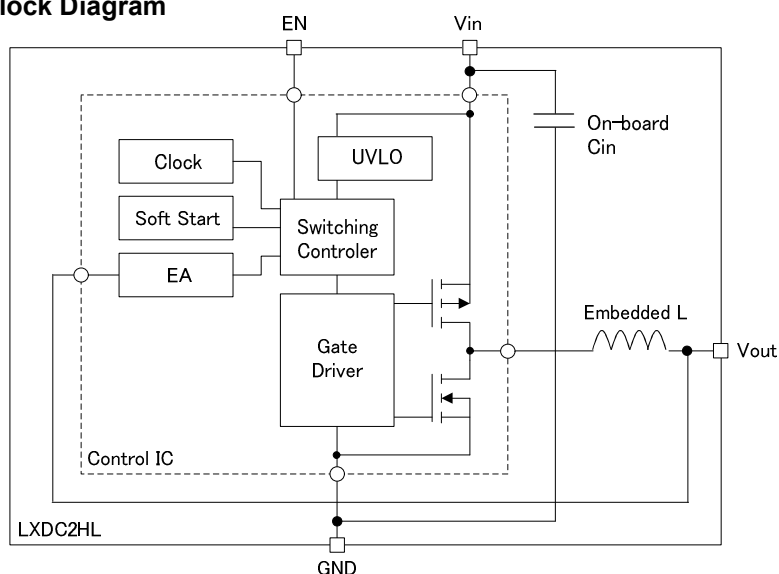 lock Diagram
EN
Vin
On-board
Cin
UVLO
Clock
Soft Start
Switching
Controler
EA
Embedded L
Gate
Driver
Vout
Control IC
LXDC2HL
GND